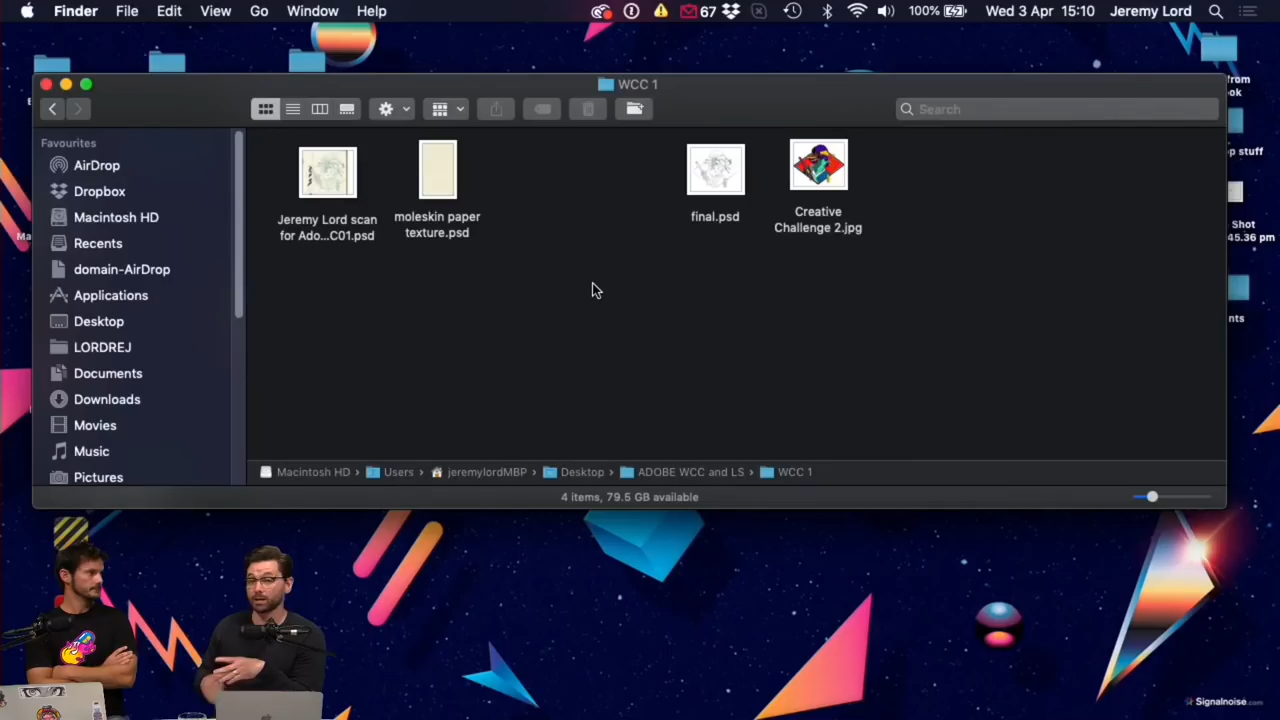 Finder File Edit View Go Window Help 67 100% Wed 3 Apr 15:10 Jeremy Lord
WCC 1
Search
Favourites
AirDrop
Dropbox
Macintosh HD
Recents
domain-AirDrop
Applications
Desktop
LORDREJ
Documents
Downloads
Movies
Music
Pictures
Jeremy Lord scan
for Ado...C01.psd
moleskin paper
texture.psd
final.psd
Creative
Challenge 2.jpg
Macintosh HD › Users › jeremylordMBP › Desktop › ADOBE WCC and LS › WCC 1
4 items, 79.5 GB available
from
Shot
45.36 pm
Signalnoise.com